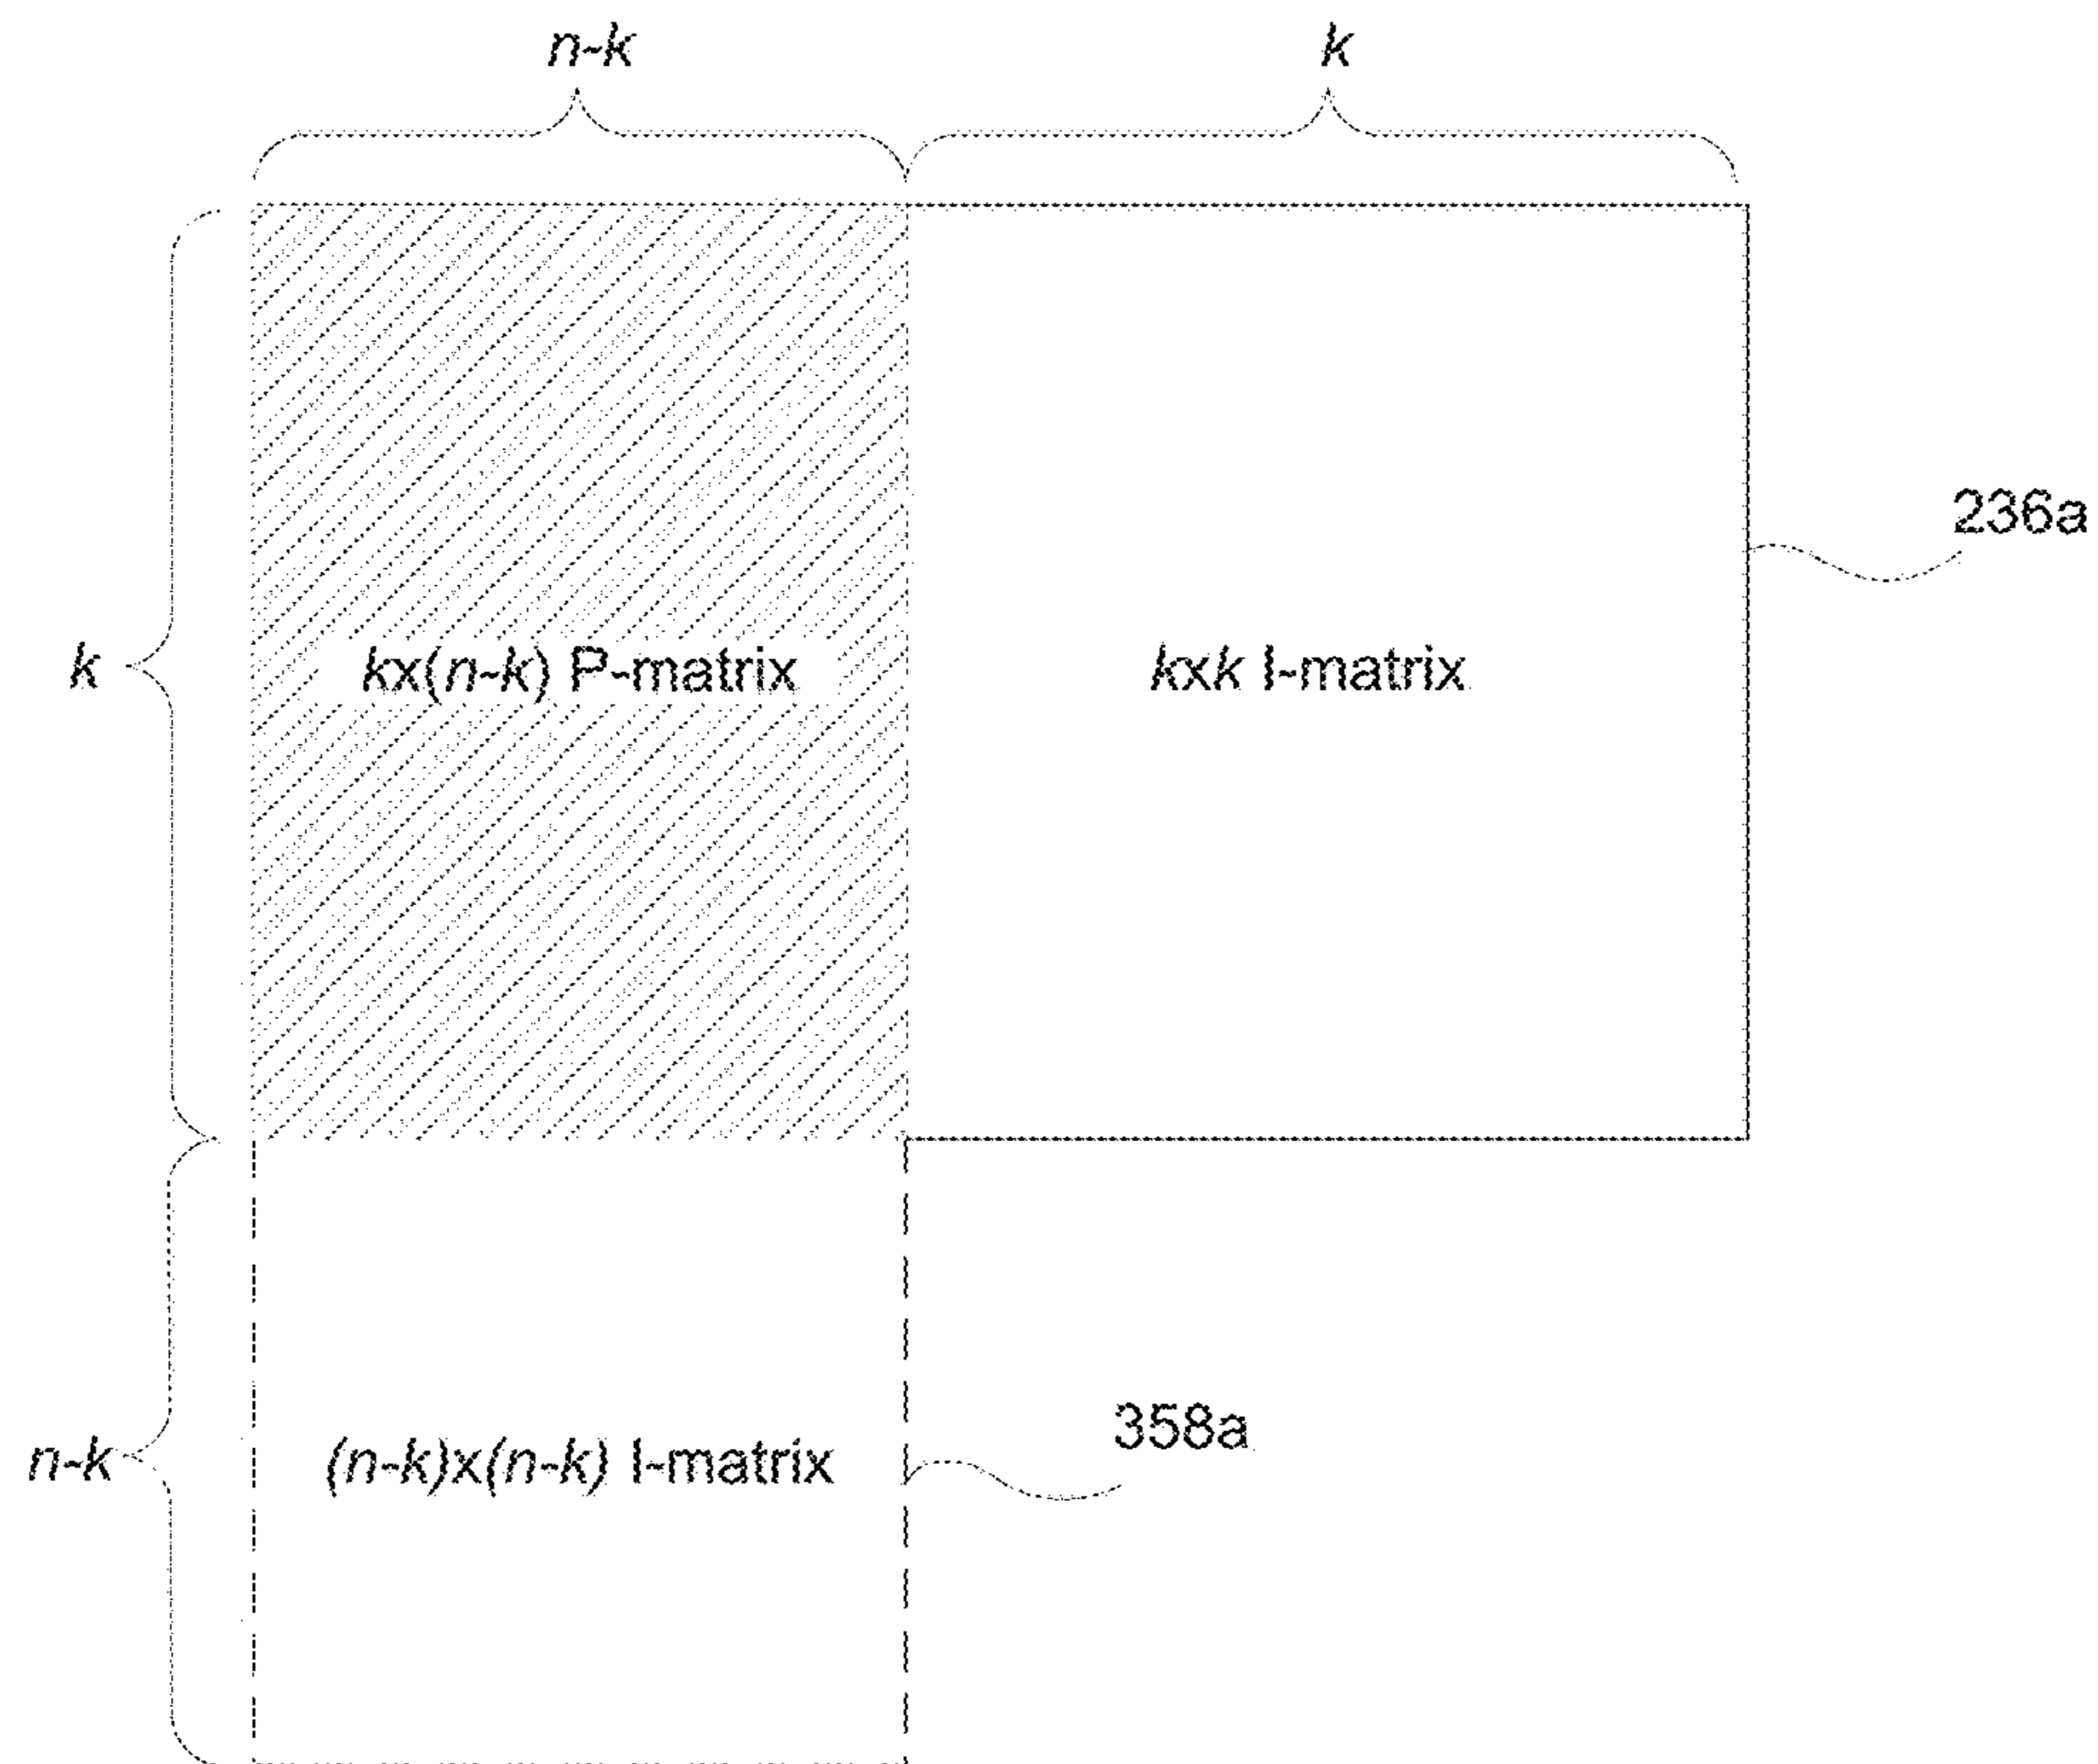 n-k
k
236a
k
kx(n-k) P-matrix
kxk I-matrix
358a
n-k
(n-k)x(n-k) I-matrix